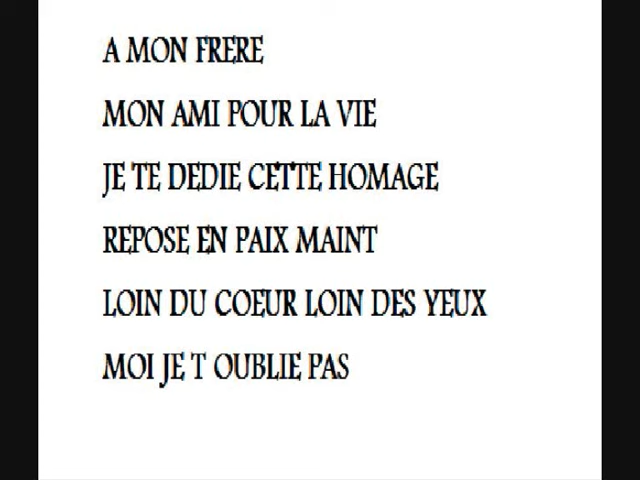 A MON FRERE
MON AMI POUR LA VIE
JE TE DEDIE CETTE HOMAGE
REPOSE EN PAIX MAINT
LOIN DU COEUR LOIN DES YEUX
MOI JE T OUBLIE PAS